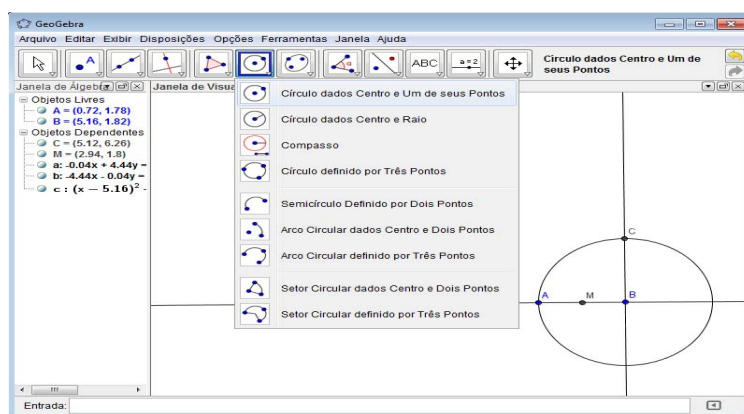 GeoGebra
Arquivo Editar Exibir Disposições Opções Ferramentas Janela Ajuda
A
ABC
a=2
Circulo dados Centro e Um de
seus Pontos
Janela de Álgeb
Janela de Visua
Objetos Livres
A = (0.72, 1.78)
B = (5.16, 1.82)
Objetos Dependentes
C = (5.12, 6.26)
M = (2.94, 1.8)
a: -0.04x + 4.44y =
b: -4.44x - 0.04y =
c : (x − 5.16)² -
Círculo dados Centro e Um de seus Pontos
Círculo dados Centro e Raio
Compasso
Círculo definido por Três Pontos
Semicírculo Definido por Dois Pontos
Arco Circular dados Centro e Dois Pontos
Arco Circular definido por Três Pontos
Setor Circular dados Centro e Dois Pontos
Setor Circular definido por Três Pontos
C
A M B
Entrada: